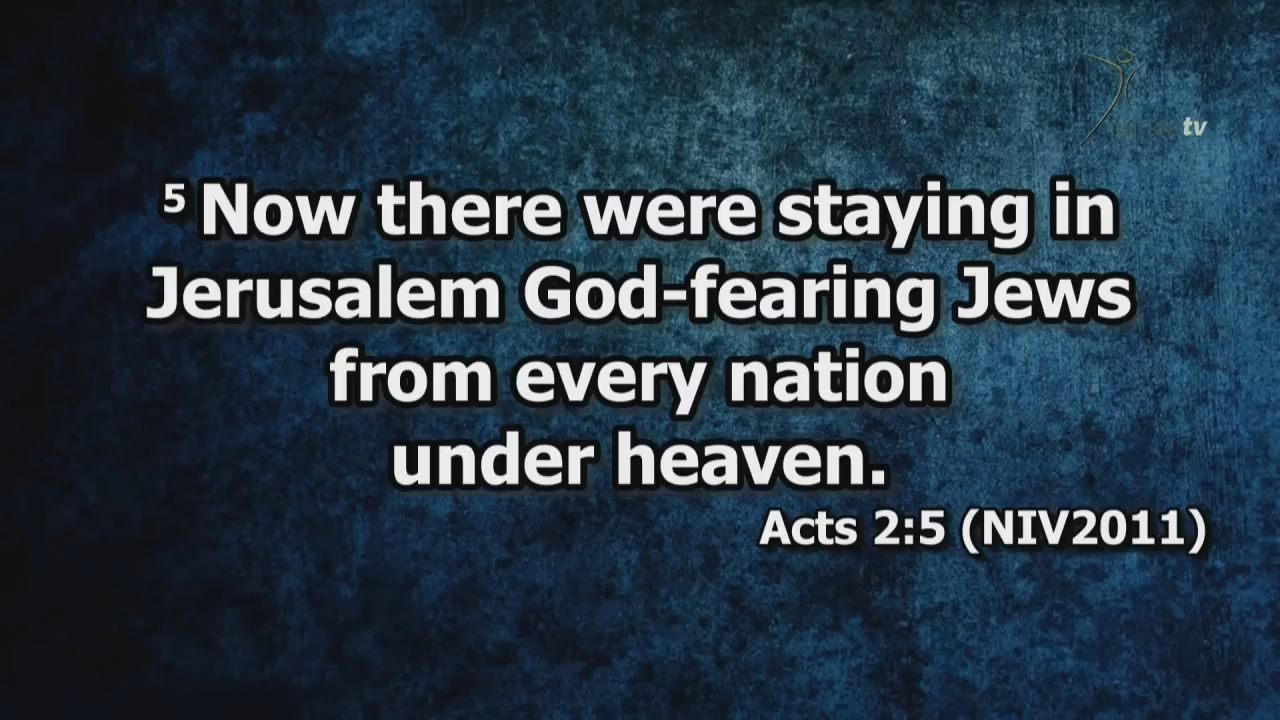 tv
5 Now there were staying in
Jerusalem God-fearing Jews
from every nation
under heaven.
Acts 2:5 (NIV2011)